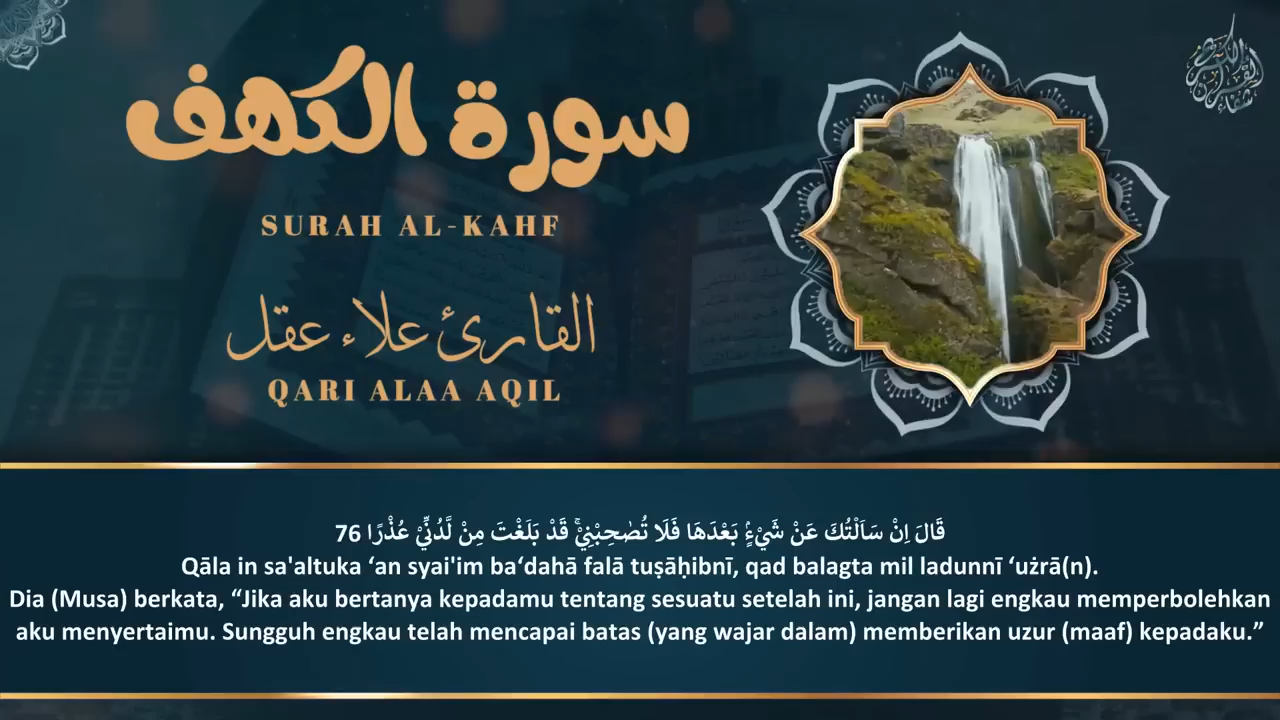 سورة الكهف
SURAH AL-KAHF
القارئ علاء عقل
QARI ALAA AQIL
قَالَ اِنْ سَاَلْتُكَ عَنْ شَيْءٍۢ بَعْدَهَا فَلَا تُصٰحِبْنِيْۚ قَدْ بَلَغْتَ مِنْ لَّدُنِّيْ عُذْرًا 76
Qāla in sa'altuka ‘an syai'im ba‘dahā falā tuṣāḥibnī, qad balagta mil ladunnī ‘użrā(n).
Dia (Musa) berkata, “Jika aku bertanya kepadamu tentang sesuatu setelah ini, jangan lagi engkau memperbolehkan
aku menyertaimu. Sungguh engkau telah mencapai batas (yang wajar dalam) memberikan uzur (maaf) kepadaku.”